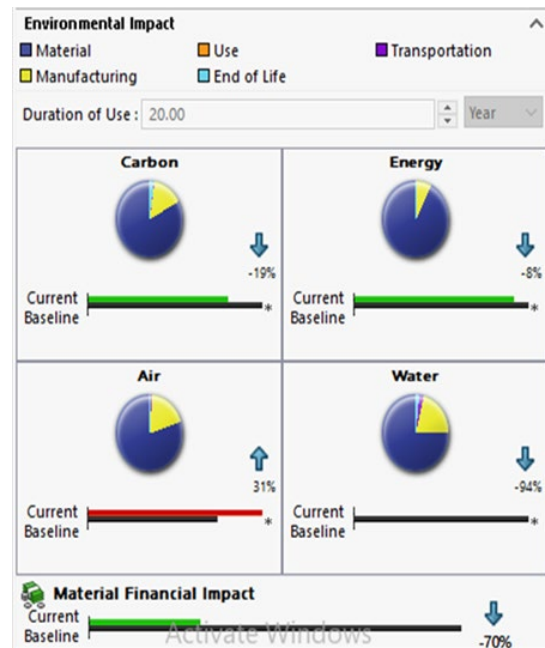 Environmental Impact
Material Use Transportation
Manufacturing End of Life
Duration of Use : 20.00 Year
Carbon
-19%
Current
Baseline *
Energy
-8%
Current
Baseline *
Air
31%
Current
Baseline *
Water
-94%
Current
Baseline *
Material Financial Impact
Current
Baseline
-70%
Activate Windows